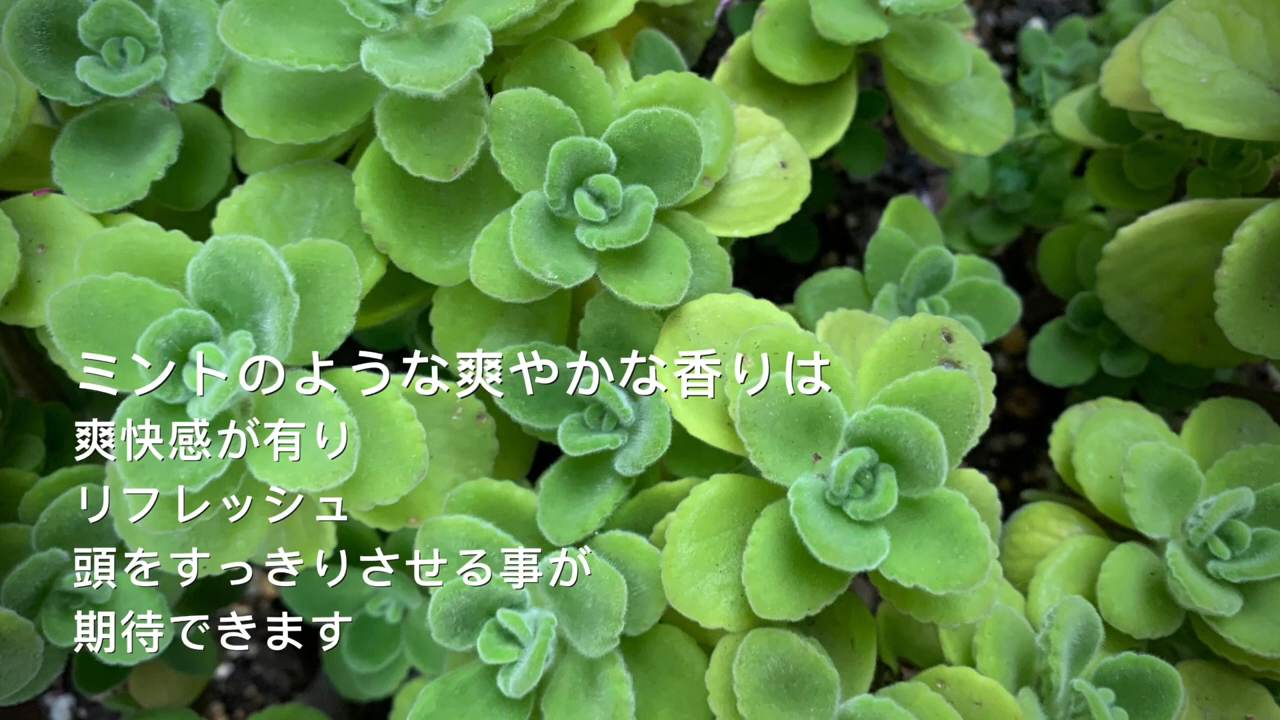 ミントのような爽やかな香りは
爽快感が有り
リフレッシュ
頭をすっきりさせる事が
期待できます